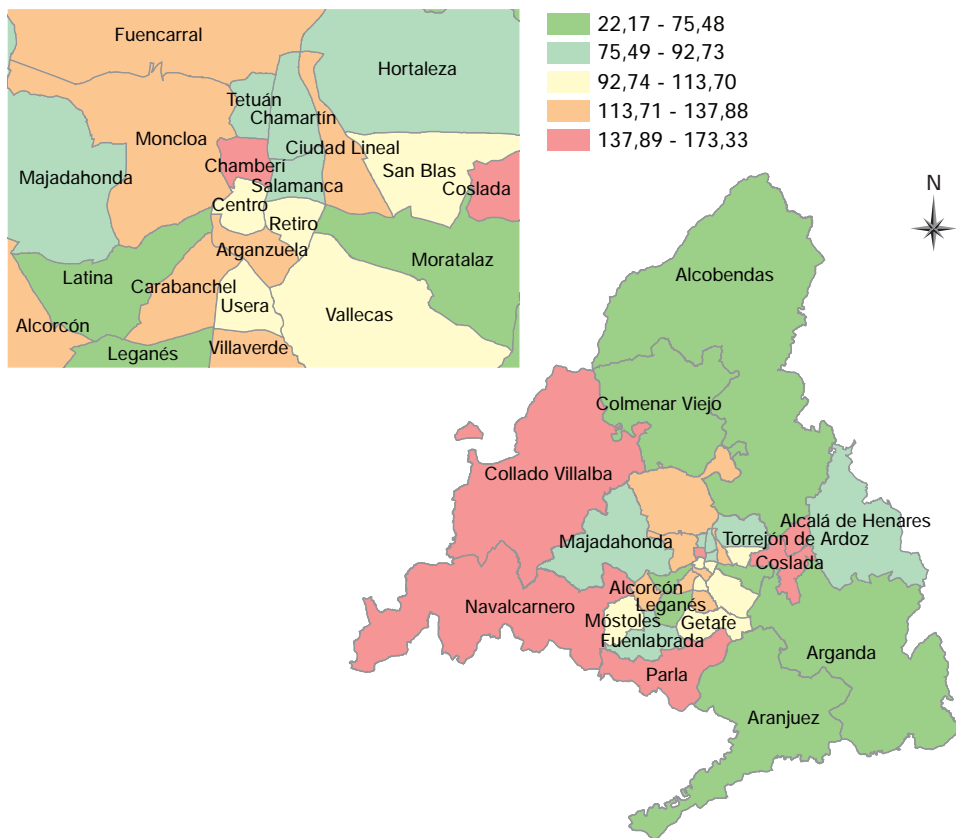 22,17 - 75,48
75,49 - 92,73
92,74 - 113,70
113,71 - 137,88
137,89 - 173,33
N
Fuencarral
Hortaleza
Tetuán
Chamartín
Moncloa
Ciudad Lineal
Chamberí
San Blas
Majadahonda
Salamanca
Coslada
Centro
Retiro
Arganzuela
Moratalaz
Latina
Carabanchel
Usera
Vallecas
Alcorcón
Leganés
Villaverde
Alcobendas
Colmenar Viejo
Collado Villalba
Alcalá de Henares
Torrejón de Ardoz
Majadahonda
Coslada
Alcorcón
Navalcarnero
Leganés
Móstoles
Getafe
Fuenlabrada
Arganda
Parla
Aranjuez